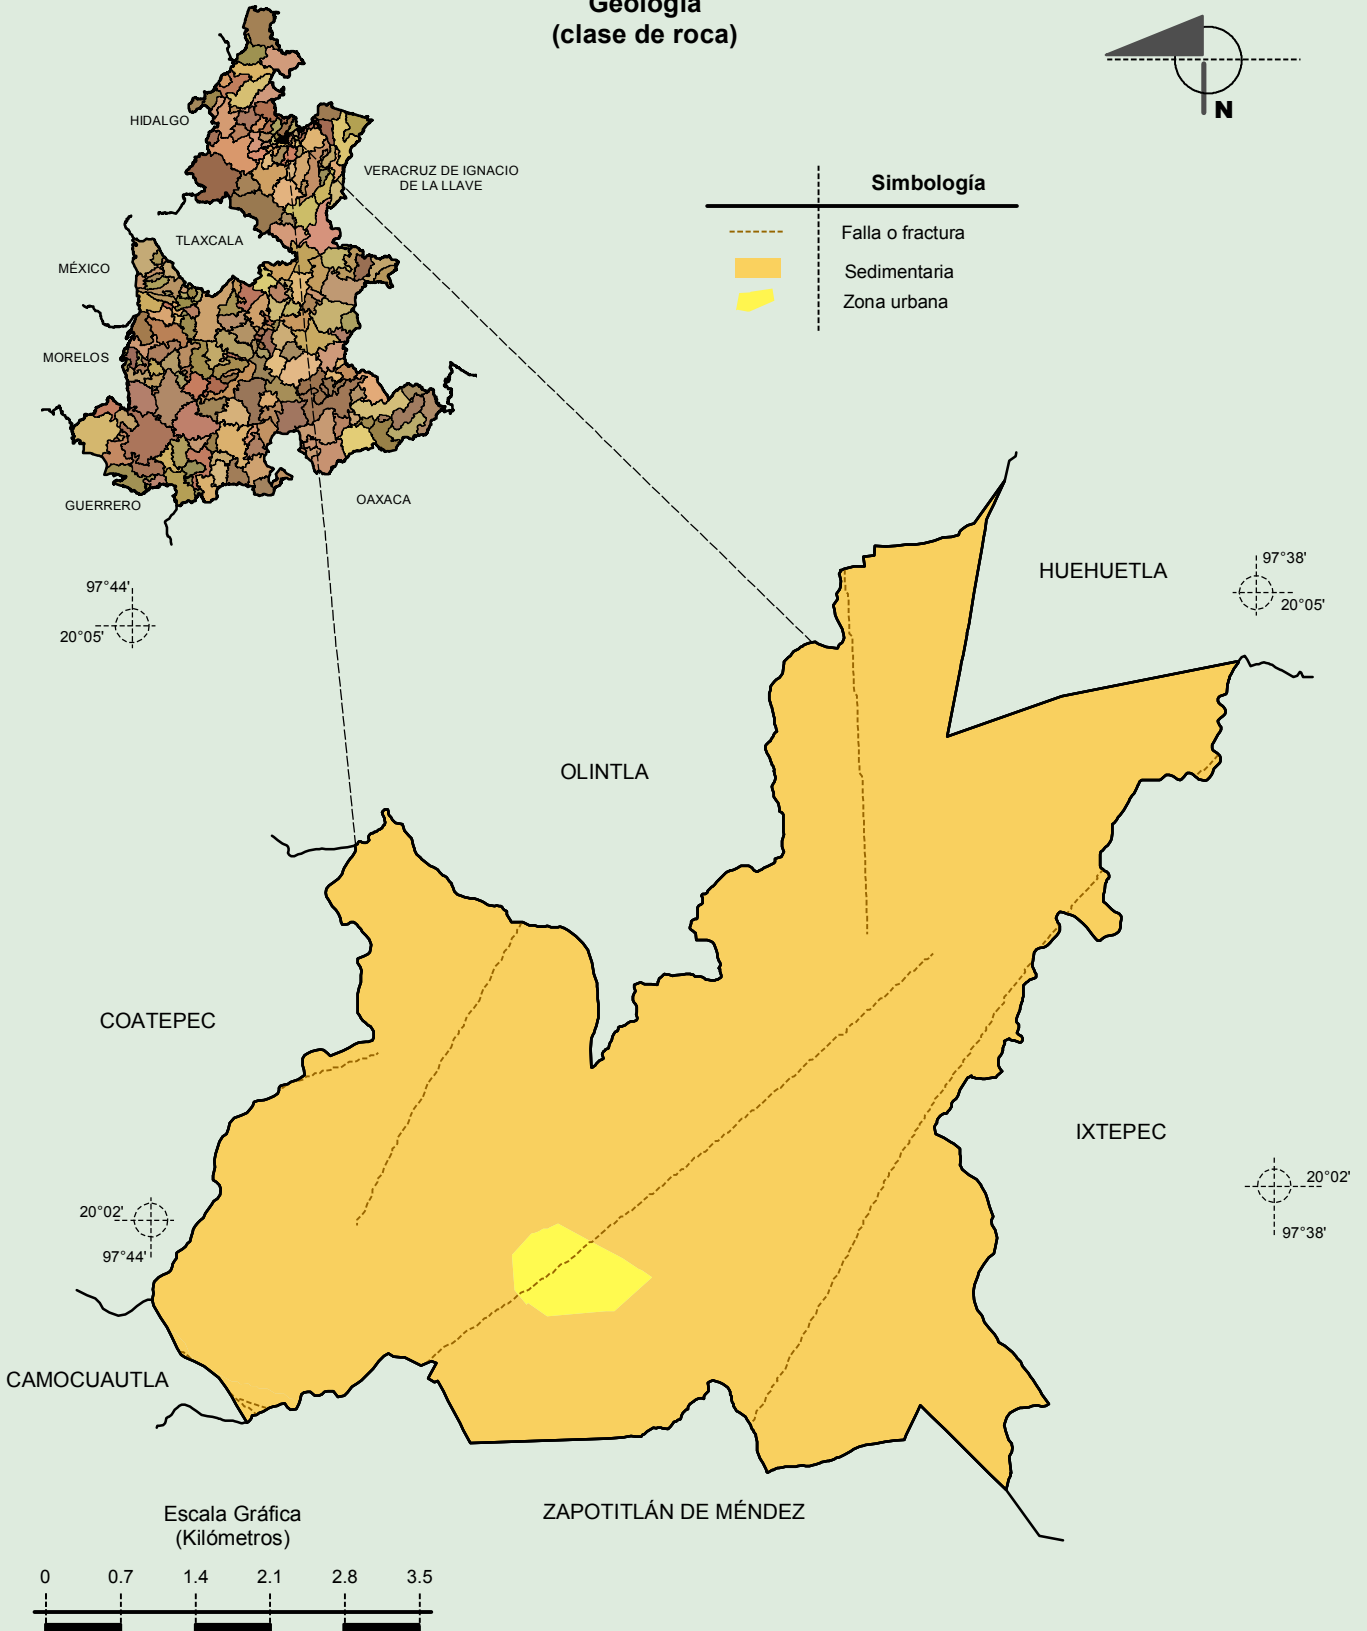 Geología
(clase de roca)
N
HIDALGO
VERACRUZ DE IGNACIO
DE LA LLAVE
TLAXCALA
MÉXICO
MORELOS
GUERRERO
OAXACA
Simbología
Falla o fractura
Sedimentaria
Zona urbana
97°44'
20°05'
HUEHUETLA
97°38'
20°05'
OLINTLA
COATEPEC
IXTEPEC
20°02'
97°44'
20°02'
97°38'
CAMOCUAUTLA
ZAPOTITLÁN DE MÉNDEZ
Escala Gráfica
(Kilómetros)
0 0.7 1.4 2.1 2.8 3.5